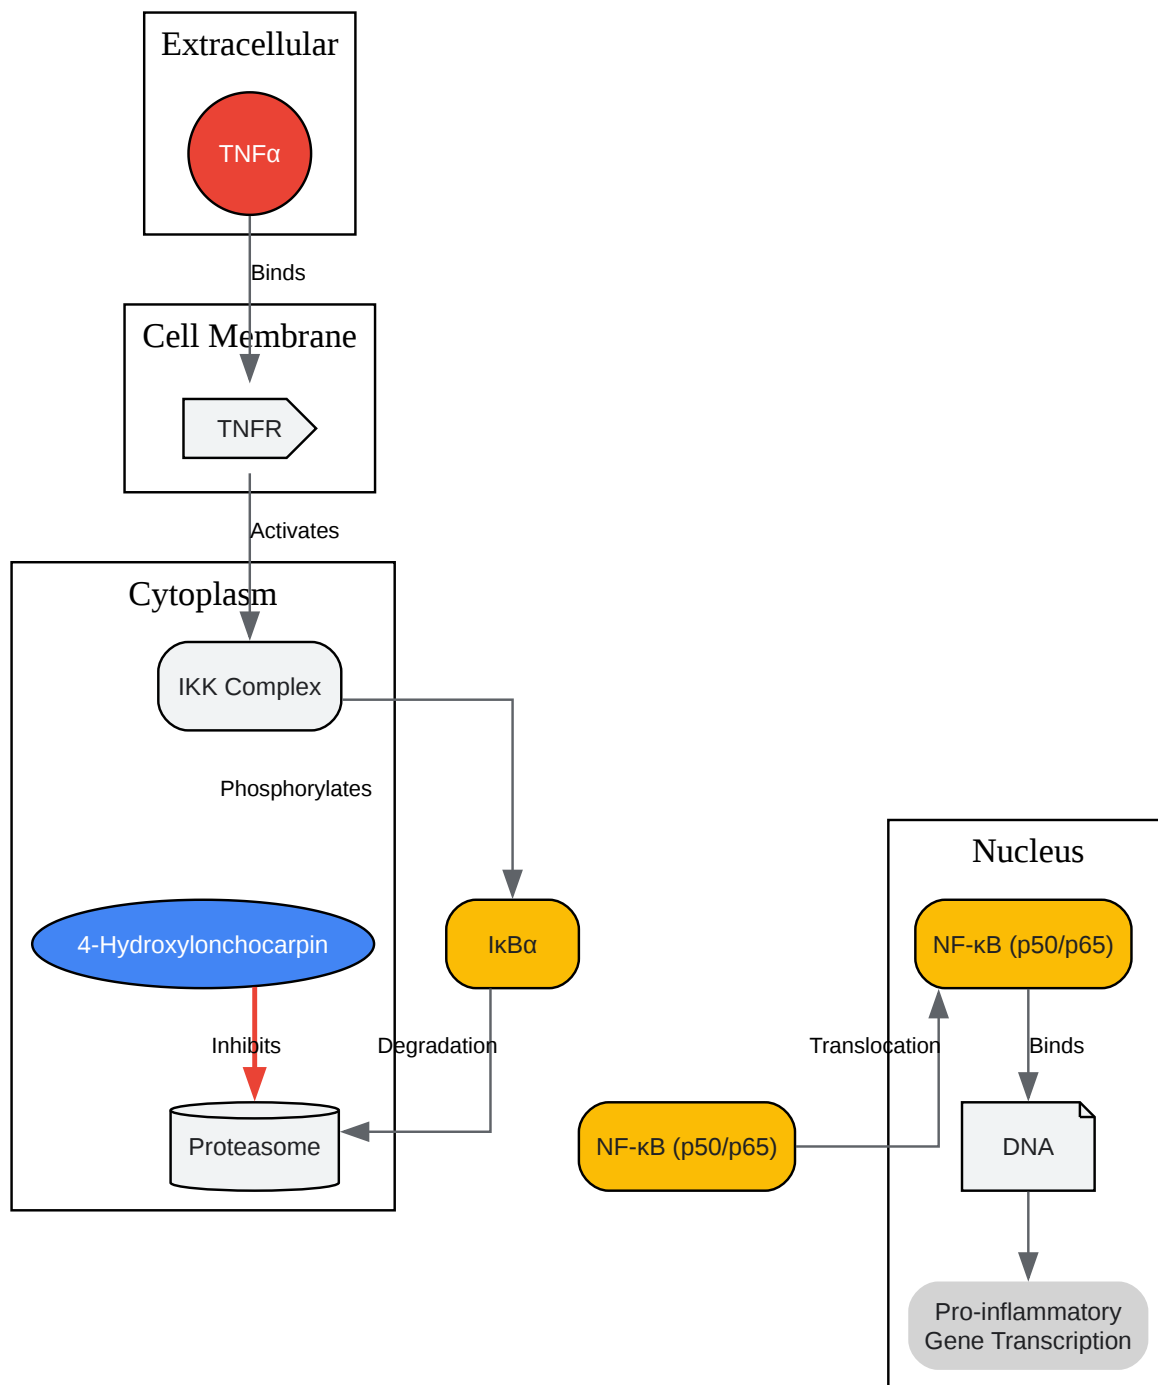 Extracellular
TNFα
Binds
Cell Membrane
TNFR
Activates
Cytoplasm
IKK Complex
Phosphorylates
Nucleus
4-Hydroxylonchocarpin
IκBα
NF-κB (p50/p65)
Inhibits
Degradation
Translocation
Binds
Proteasome
NF-κB (p50/p65)
DNA
Pro-inflammatory
Gene Transcription